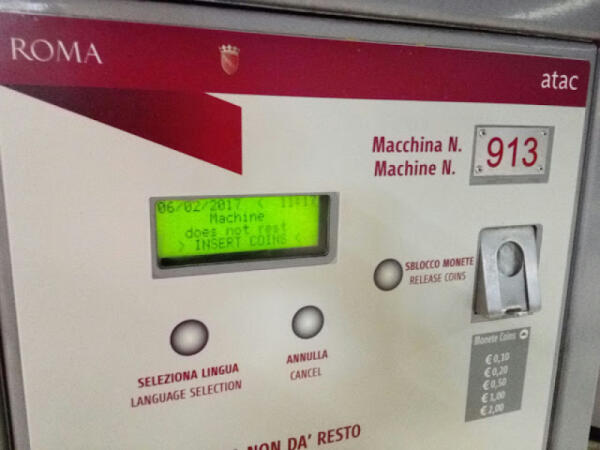 ROMA
atac
Macchina N.
Machine N.
913
06/02/2017 < 11:17
Machine
does not rest
> INSERT COINS <
SBLOCCO MONETE
RELEASE COINS
SELEZIONA LINGUA
LANGUAGE SELECTION
ANNULLA
CANCEL
Monete Coins
€ 0,10
€ 0,20
€ 0,50
€ 1,00
€ 2,00
NON DA' RESTO